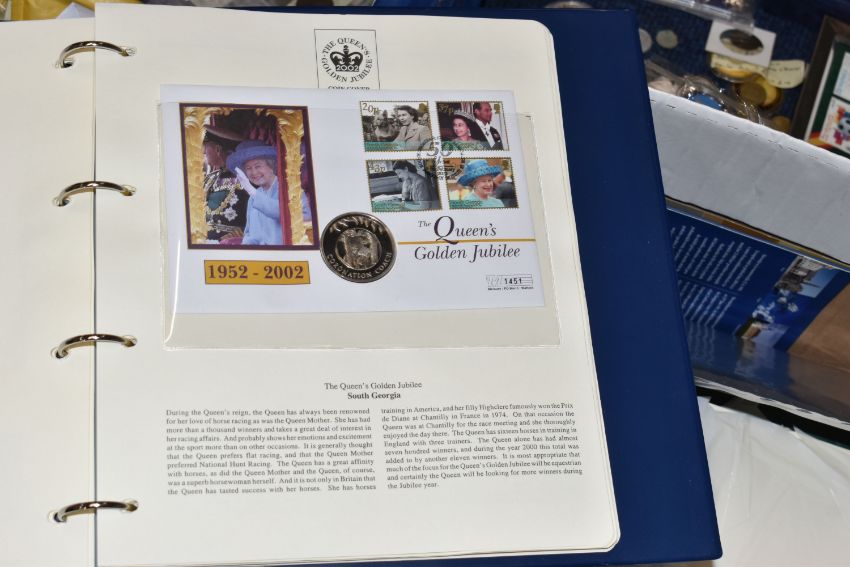 THE QUEEN'S
GOLDEN JUBILEE
2002
COIN COVER
20p
37p
The
Queen's
Golden Jubilee
1952 - 2002
CORONATION COACH
1451
The Queen's Golden Jubilee
South Georgia
During the Queen's reign, the Queen has always been renowned
for her love of horse racing as was the Queen Mother. She has had
more than a thousand winners and takes a great deal of interest in
her racing affairs. And probably shows her emotions and excitement
at the sport more than on other occasions. It is generally thought
that the Queen prefers flat racing, and that the Queen Mother
preferred National Hunt Racing. The Queen has a great affinity
with horses, as did the Queen Mother and the Queen, of course,
was a superb horsewoman herself. And it is not only in Britain that
the Queen has tasted success with her horses. She has horses
training in America, and her filly Highclere famously won the Prix
de Diane at Chantilly in France in 1974. On that occasion the
Queen was at Chantilly for the race meeting and she thoroughly
enjoyed the day there. The Queen has sixteen horses in training in
England with three trainers. The Queen alone has had almost
seven hundred winners, and during the year 2000 this total was
added to by another eleven winners. It is most appropriate that
much of the focus for the Queen's Golden Jubilee will be equestrian
and certainly the Queen will be looking for more winners during
the Jubilee year.